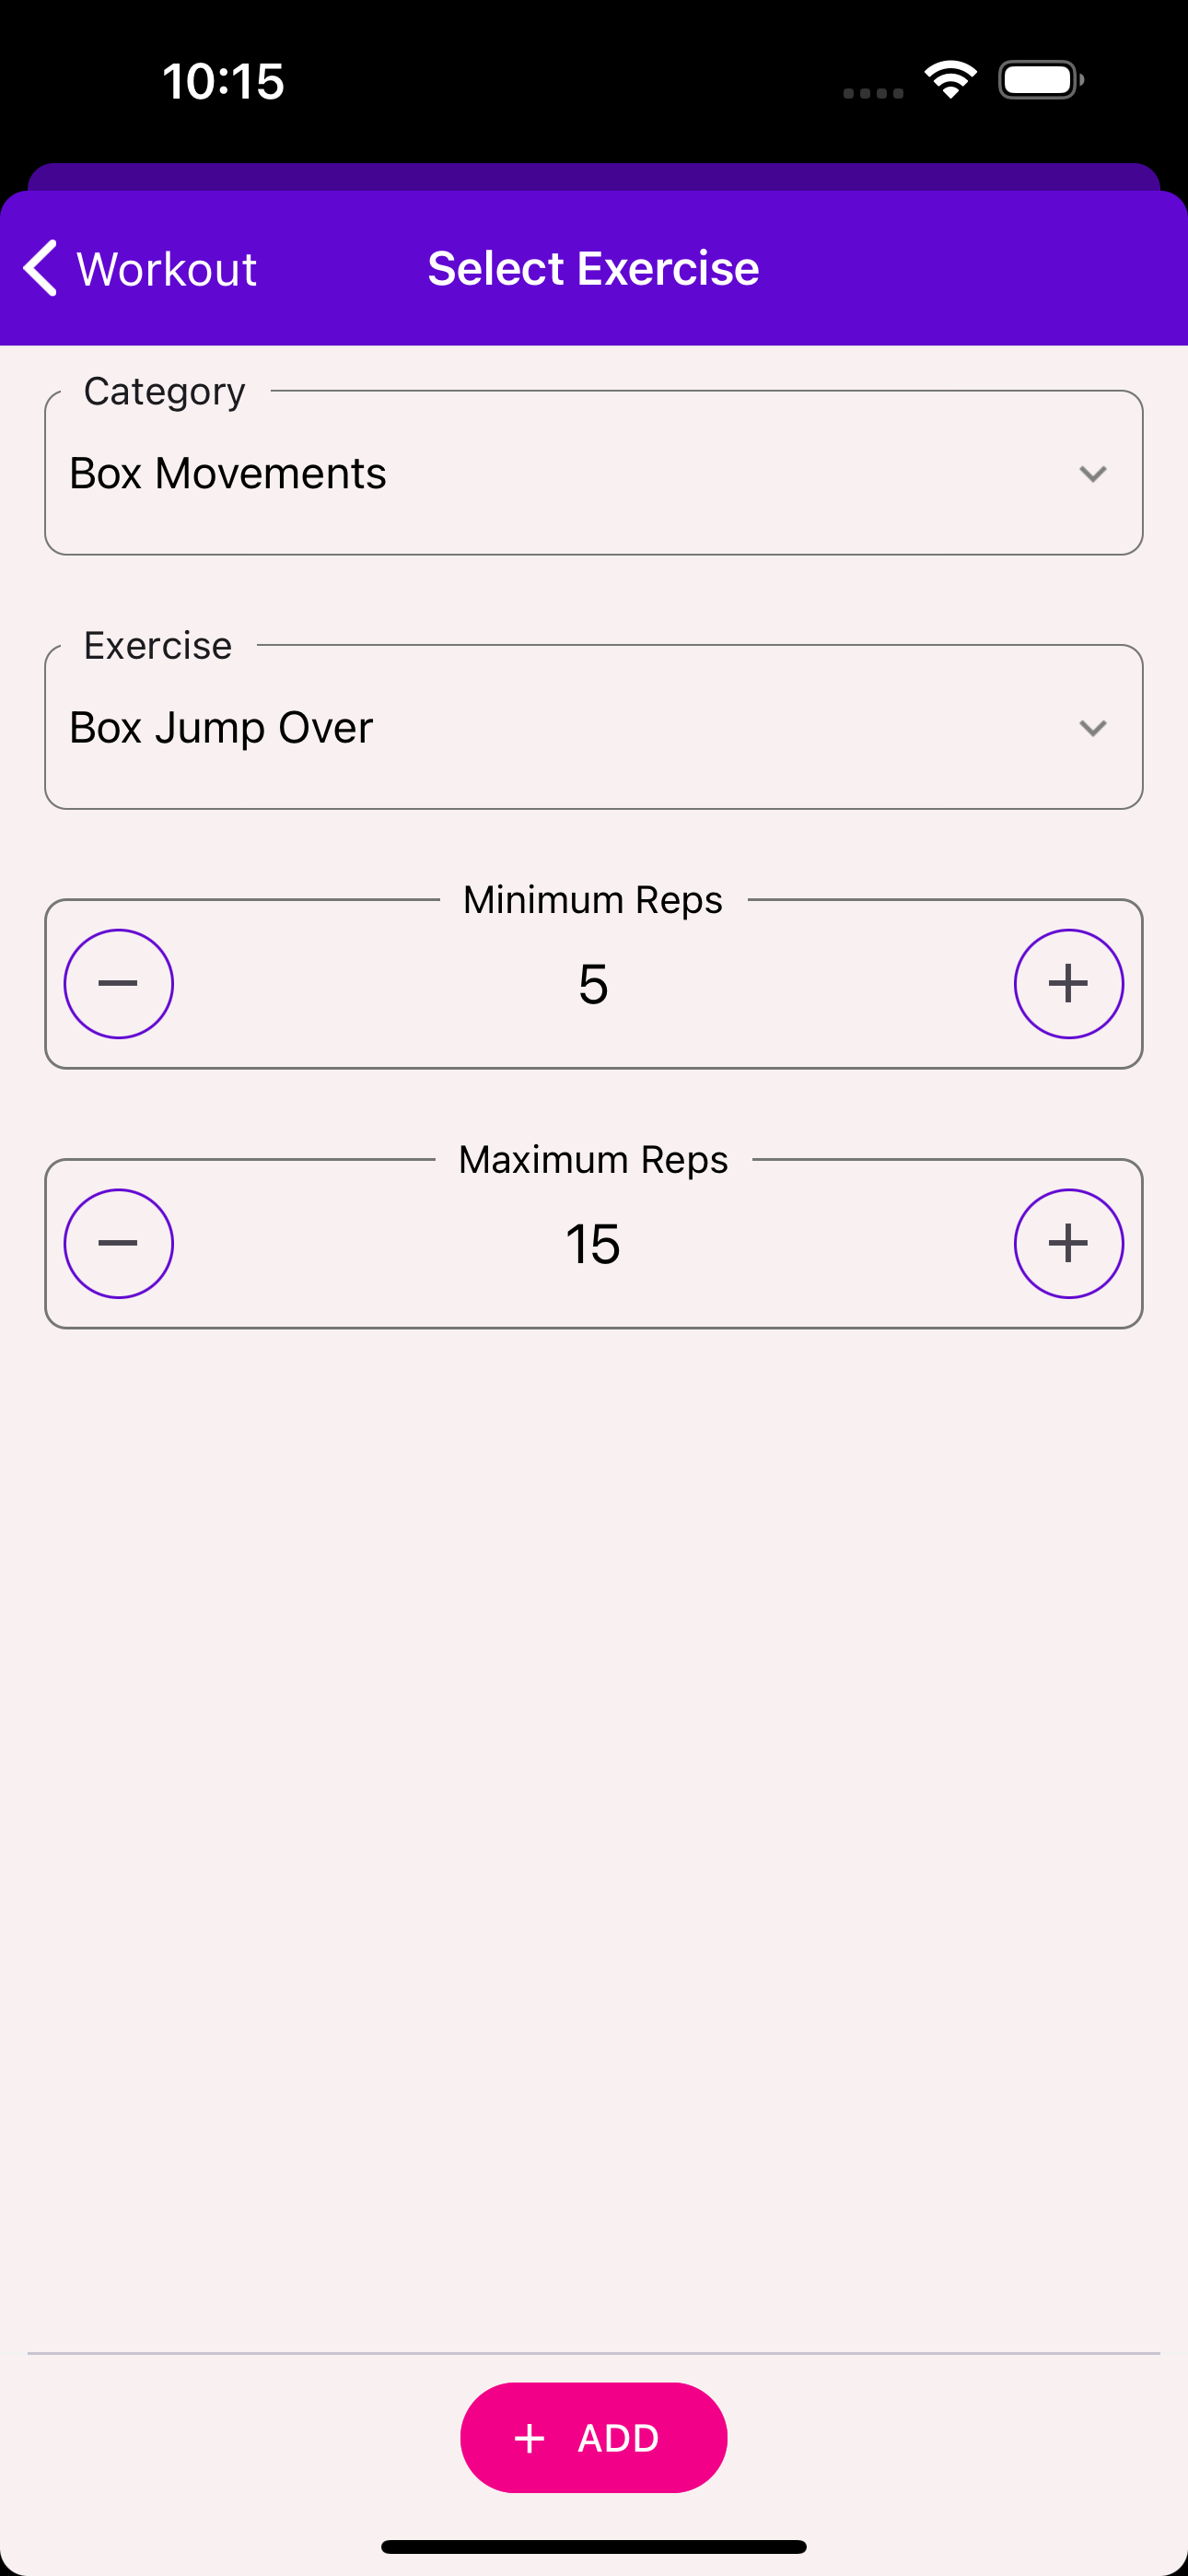 10:15
Workout
Select Exercise
Category
Box Movements
Exercise
Box Jump Over
Minimum Reps
5
Maximum Reps
15
+ ADD